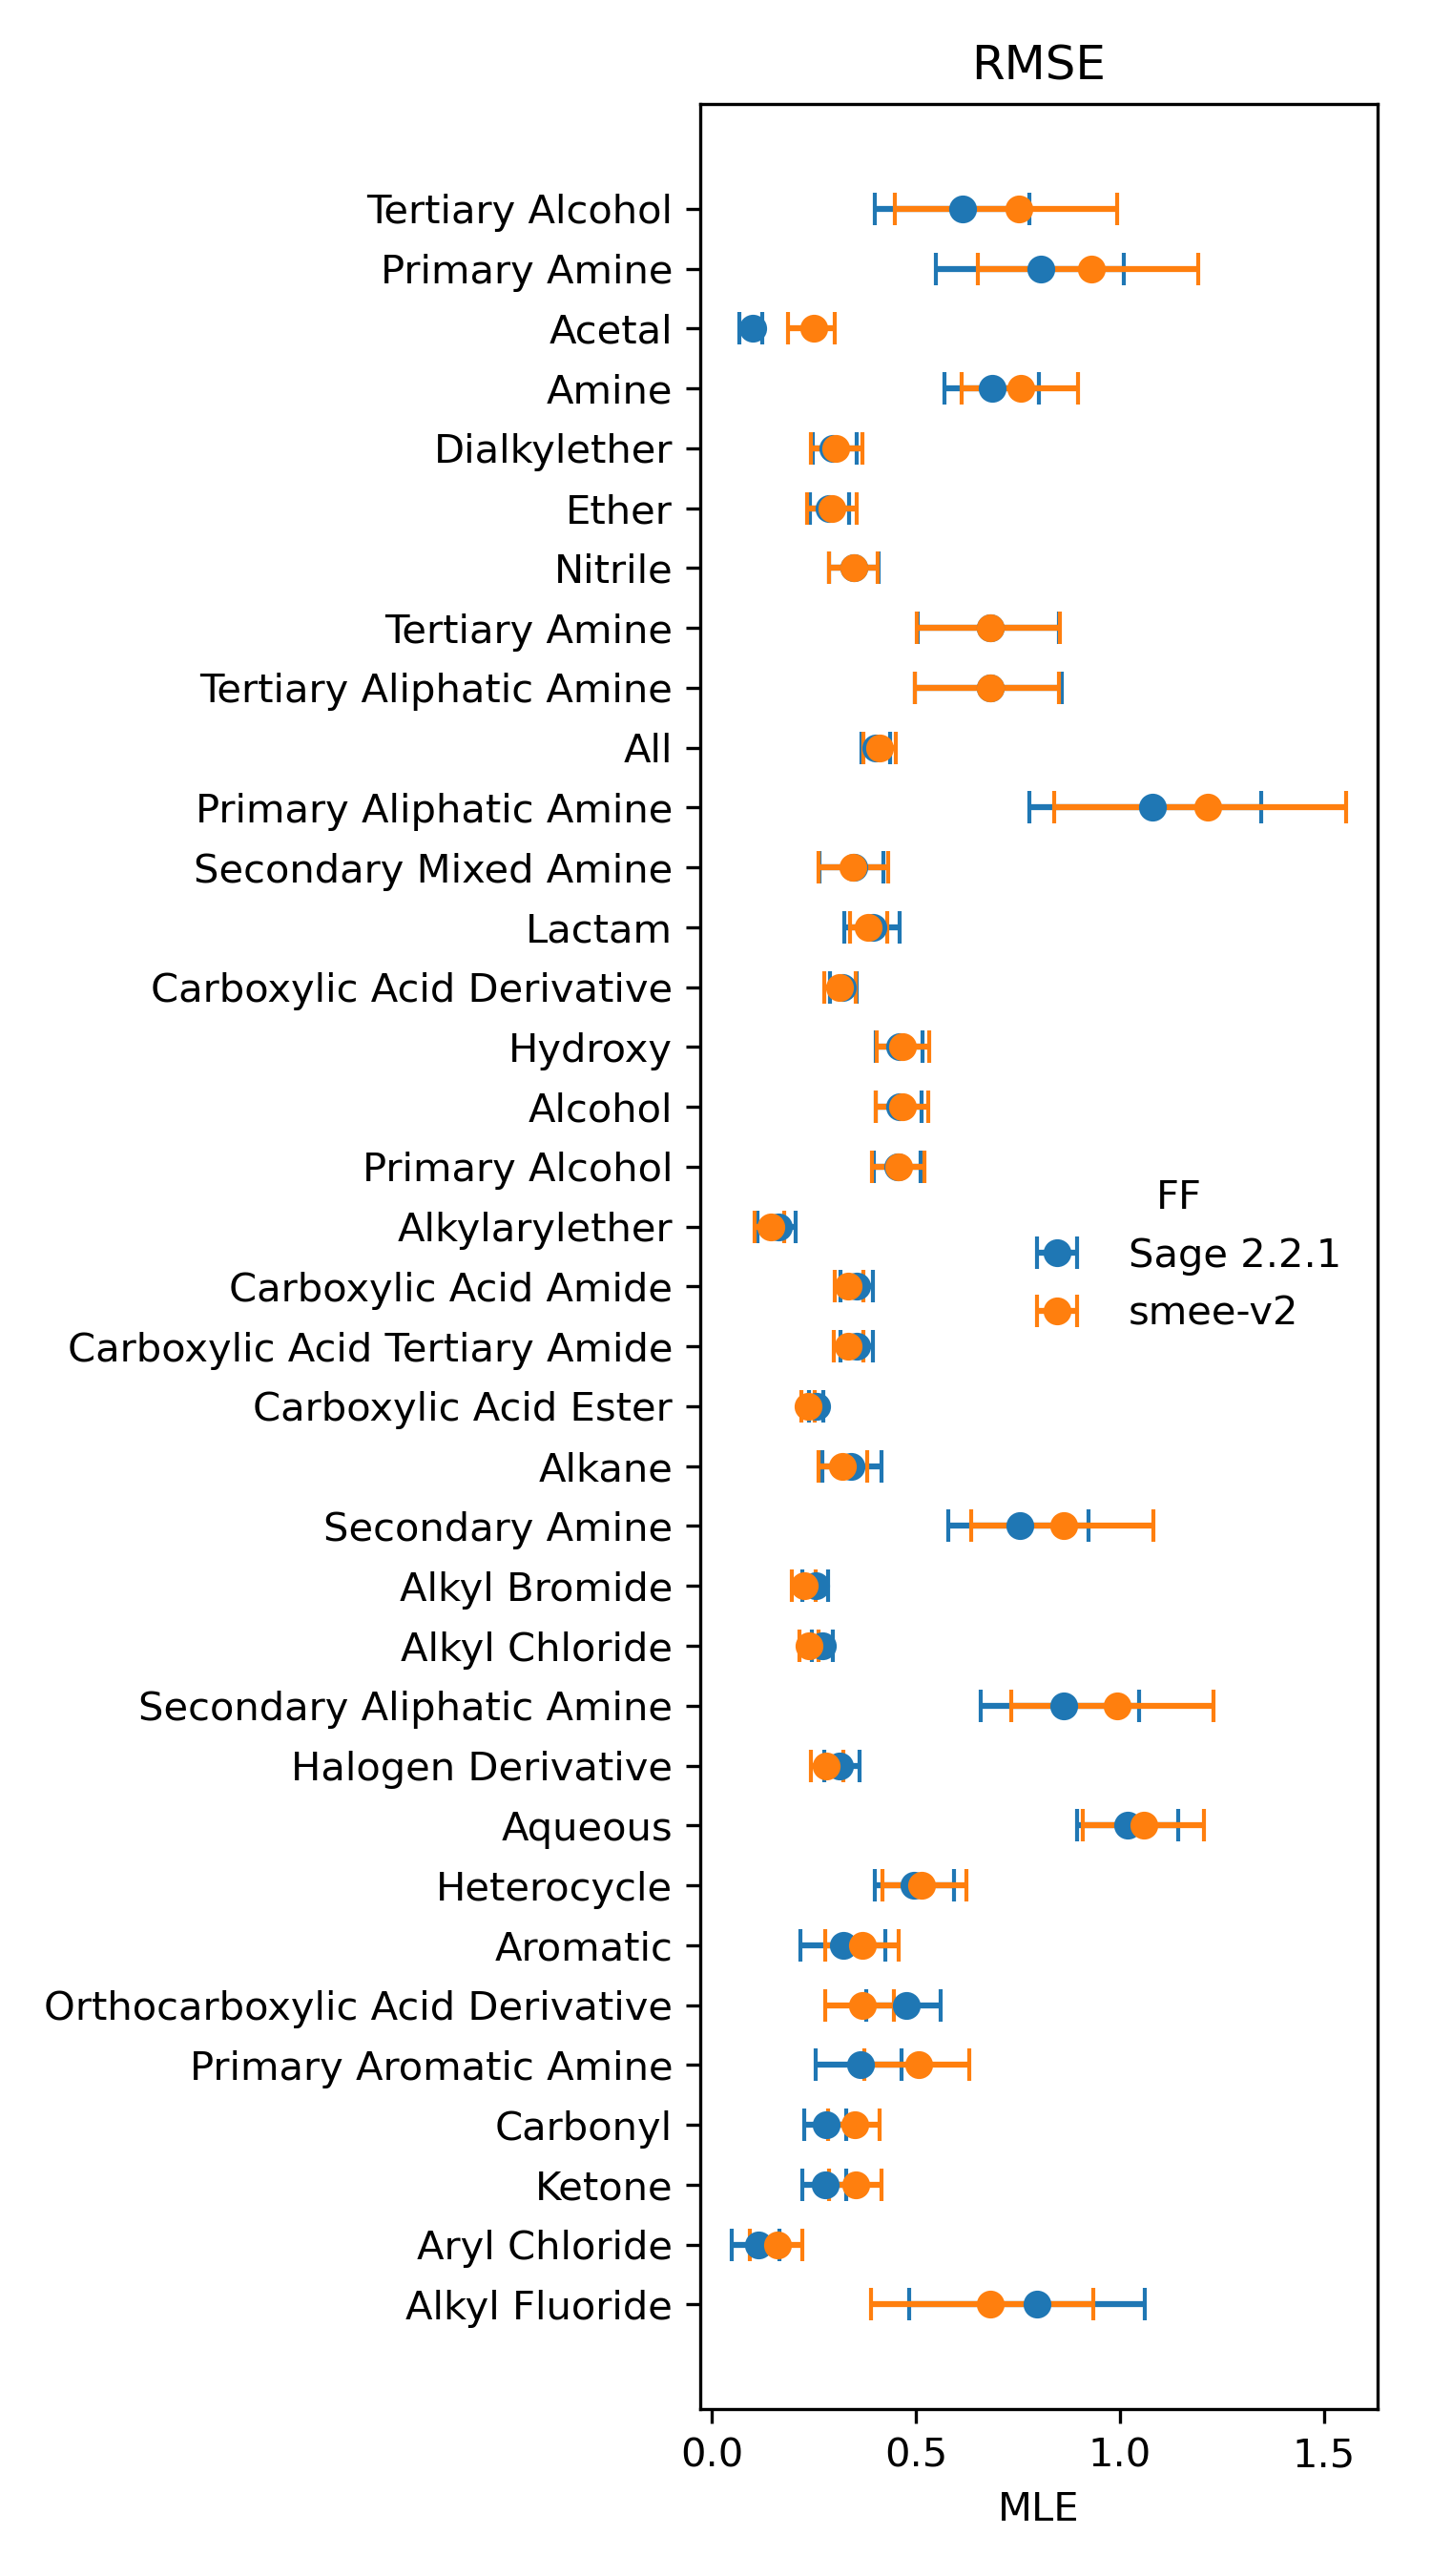 RMSE
Tertiary Alcohol
Primary Amine
Acetal
Amine
Dialkylether
Ether
Nitrile
Tertiary Amine
Tertiary Aliphatic Amine
All
Primary Aliphatic Amine
Secondary Mixed Amine
Lactam
Carboxylic Acid Derivative
Hydroxy
Alcohol
Primary Alcohol
Alkylarylether
Carboxylic Acid Amide
Carboxylic Acid Tertiary Amide
Carboxylic Acid Ester
Alkane
Secondary Amine
Alkyl Bromide
Alkyl Chloride
Secondary Aliphatic Amine
Halogen Derivative
Aqueous
Heterocycle
Aromatic
Orthocarboxylic Acid Derivative
Primary Aromatic Amine
Carbonyl
Ketone
Aryl Chloride
Alkyl Fluoride
FF
Sage 2.2.1
smee-v2
0.0 0.5 1.0 1.5
MLE